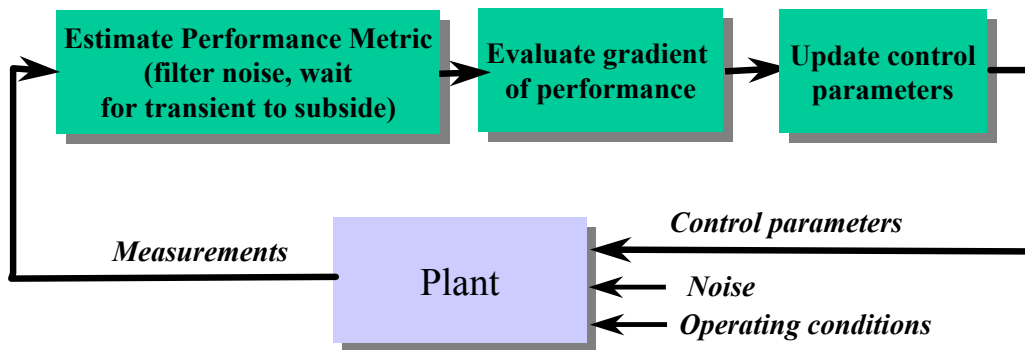 Estimate Performance Metric
(filter noise, wait
for transient to subside)
Evaluate gradient
of performance
Update control
parameters
Measurements
Plant
Control parameters
Noise
Operating conditions